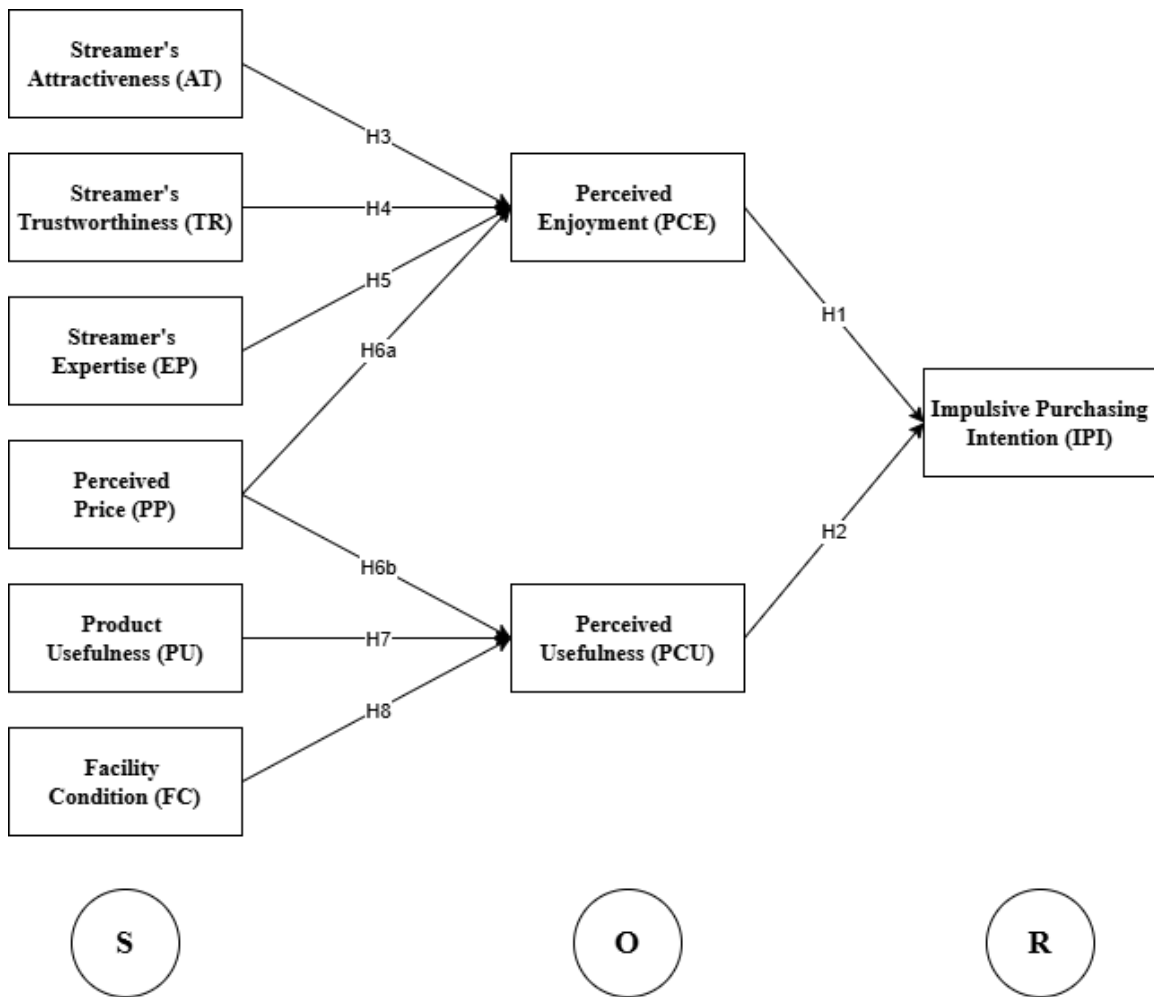 Streamer's
Attractiveness (AT)
H3
Streamer's
Trustworthiness (TR)
H4
Perceived
Enjoyment (PCE)
Streamer's
Expertise (EP)
H5
H1
H6a
Impulsive Purchasing
Intention (IPI)
Perceived
Price (PP)
H6b
H2
Product
Usefulness (PU)
H7
Perceived
Usefulness (PCU)
H8
Facility
Condition (FC)
S
O
R